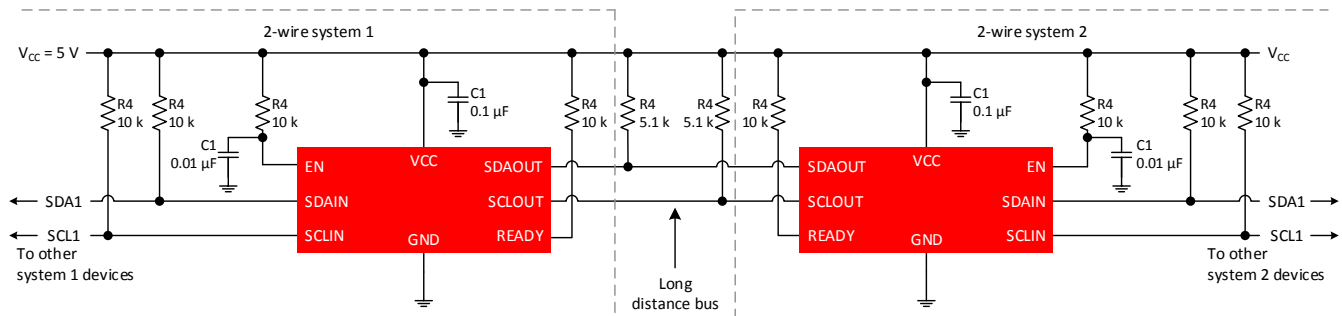 2-wire system 1
2-wire system 2
V_CC = 5 V
V_CC
R4
10 k
R4
10 k
R4
10 k
C1
0.1 µF
R4
10 k
R4
5.1 k
R4
5.1 k
R4
10 k
C1
0.1 µF
R4
10 k
R4
10 k
R4
10 k
C1
0.01 µF
C1
0.01 µF
EN
VCC
SDAOUT
SDAIN
SCLOUT
SCLIN
GND
READY
SDAOUT
VCC
EN
SCLOUT
SDAIN
READY
GND
SCLIN
SDA1
SCL1
To other
system 1 devices
Long
distance bus
SDA1
SCL1
To other
system 2 devices